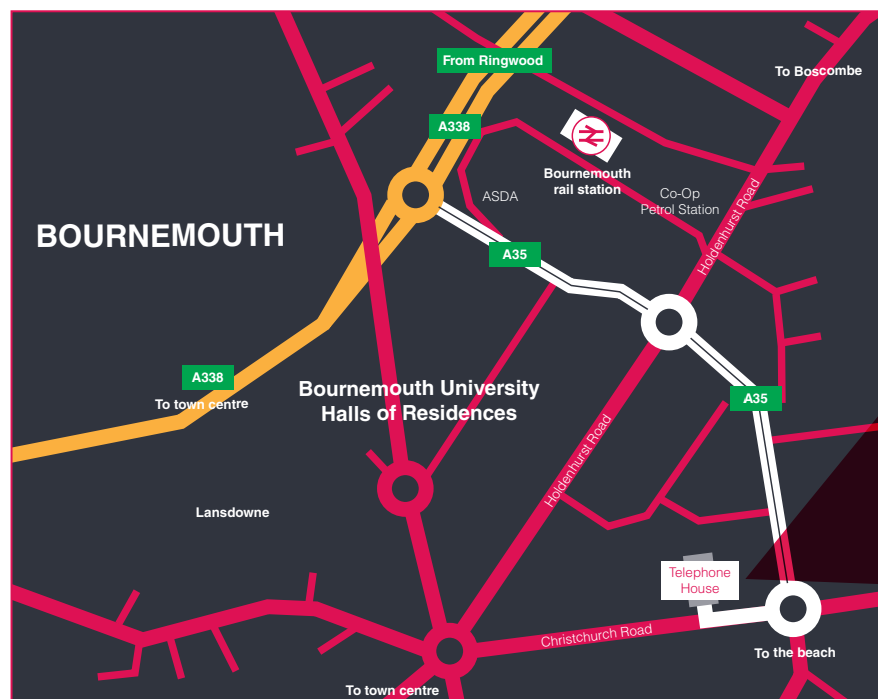 From Ringwood
To Boscombe
A338
Bournemouth
rail station
ASDA
Co-Op
Petrol Station
Holdenhurst Road
BOURNEMOUTH
A35
A338
To town centre
Bournemouth University
Halls of Residences
A35
Holdenhurst Road
Lansdowne
Telephone
House
Christchurch Road
To the beach
To town centre